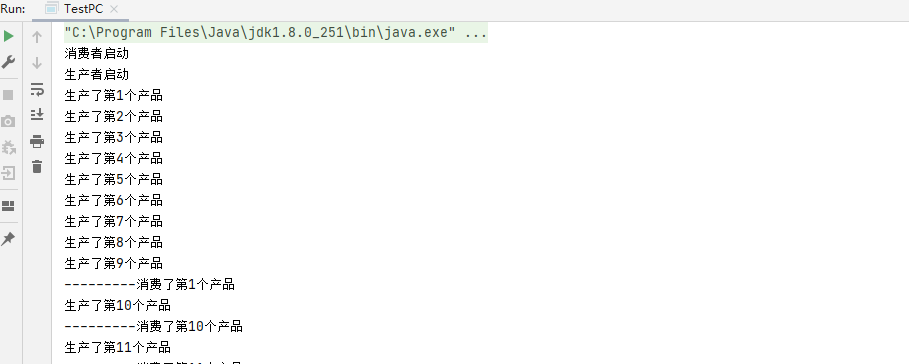 Run: TestPC
"C:\Program Files\Java\jdk1.8.0_251\bin\java.exe" ...
消费者启动
生产者启动
生产了第1个产品
生产了第2个产品
生产了第3个产品
生产了第4个产品
生产了第5个产品
生产了第6个产品
生产了第7个产品
生产了第8个产品
生产了第9个产品
---------消费了第1个产品
生产了第10个产品
---------消费了第10个产品
生产了第11个产品